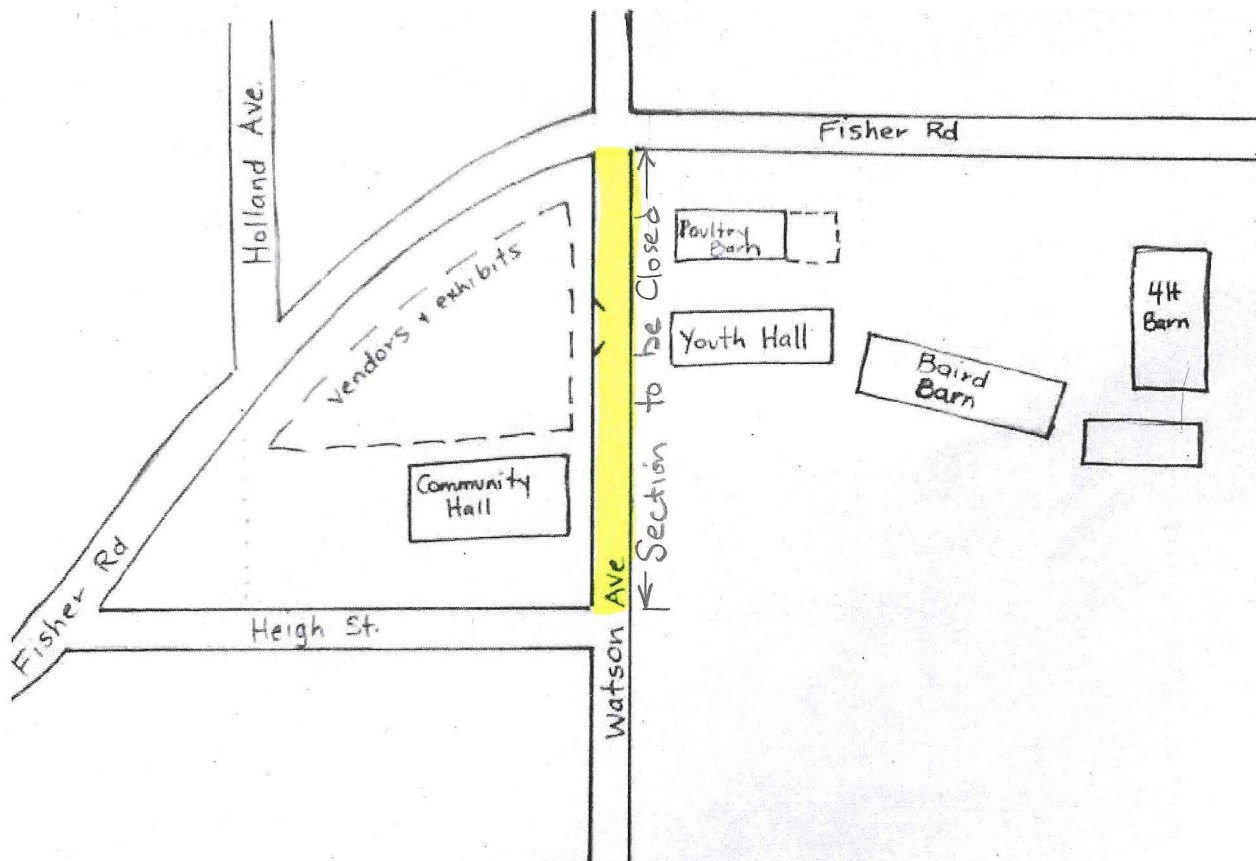 Holland Ave.
Fisher Rd
Vendors + exhibits
← Section to be Closed →
Poultry
Barn
Youth Hall
Baird
Barn
4H
Barn
Community
Hall
Fisher Rd
Heigh St.
Watson Ave